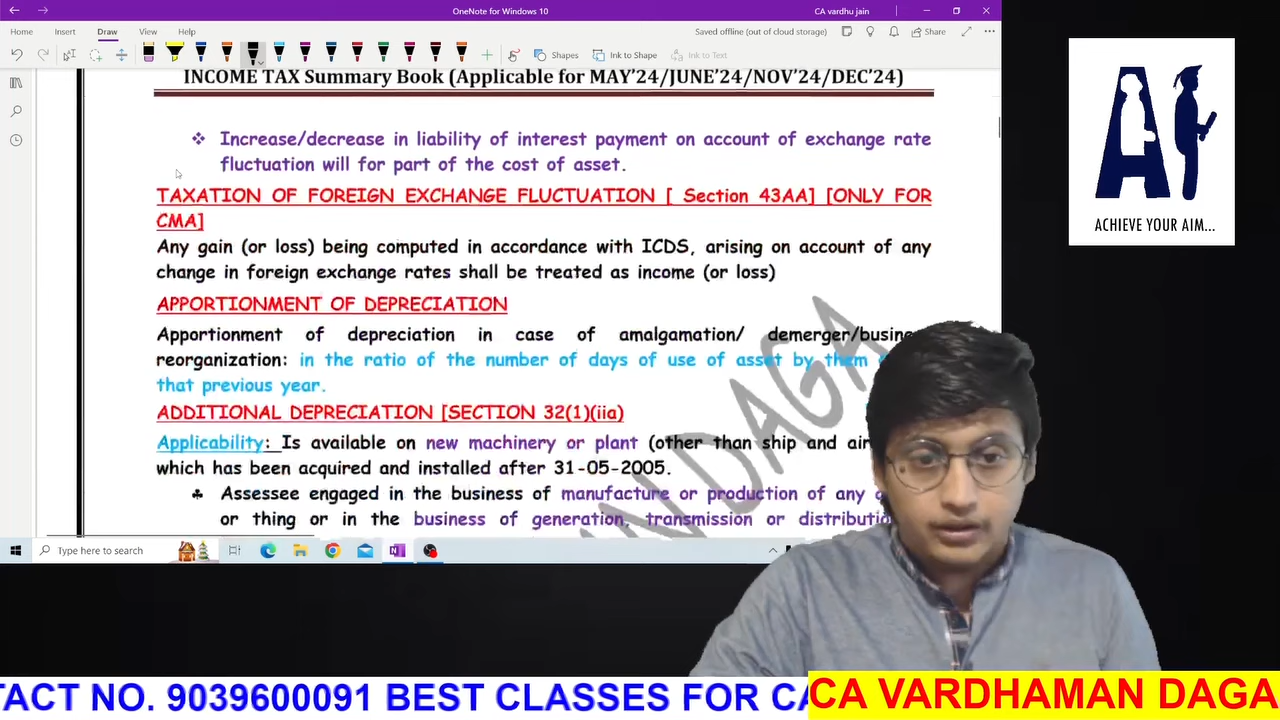 OneNote for Windows 10
CA vardhu jain
Home Insert Draw View Help
Saved offline (out of cloud storage)
Share
Shapes
Ink to Shape
Ink to Text
INCOME TAX Summary Book (Applicable for MAY'24/JUNE'24/NOV'24/DEC'24)
❖ Increase/decrease in liability of interest payment on account of exchange rate
fluctuation will for part of the cost of asset.
TAXATION OF FOREIGN EXCHANGE FLUCTUATION [ Section 43AA] [ONLY FOR
CMA]
Any gain (or loss) being computed in accordance with ICDS, arising on account of any
change in foreign exchange rates shall be treated as income (or loss)
APPORTIONMENT OF DEPRECIATION
Apportionment of depreciation in case of amalgamation/ demerger/
reorganization: in the ratio of the number of days of use of asset by them
that previous year.
ADDITIONAL DEPRECIATION [SECTION 32(1)(iia)
Applicability: Is available on new machinery or plant (other than ship and
which has been acquired and installed after 31-05-2005.
♣ Assessee engaged in the business of manufacture or production of any
or thing or in the business of generation, transmission or
DAGA
Type here to search
ACHIEVE YOUR AIM...
CONTACT NO. 9039600091 BEST CLASSES FOR CA
CA VARDHAMAN DAGA